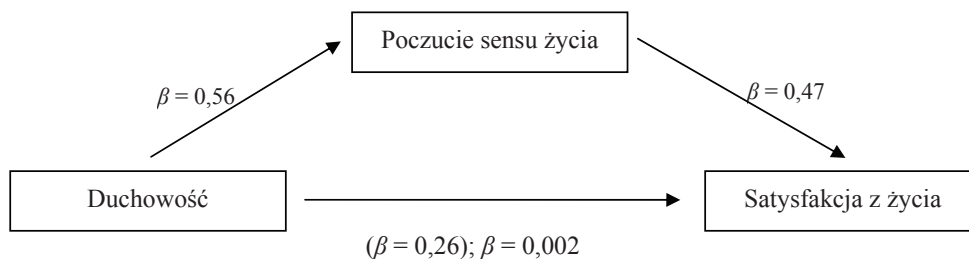 Poczucie sensu życia
β = 0,56
β = 0,47
Duchowość
Satysfakcja z życia
(β = 0,26); β = 0,002